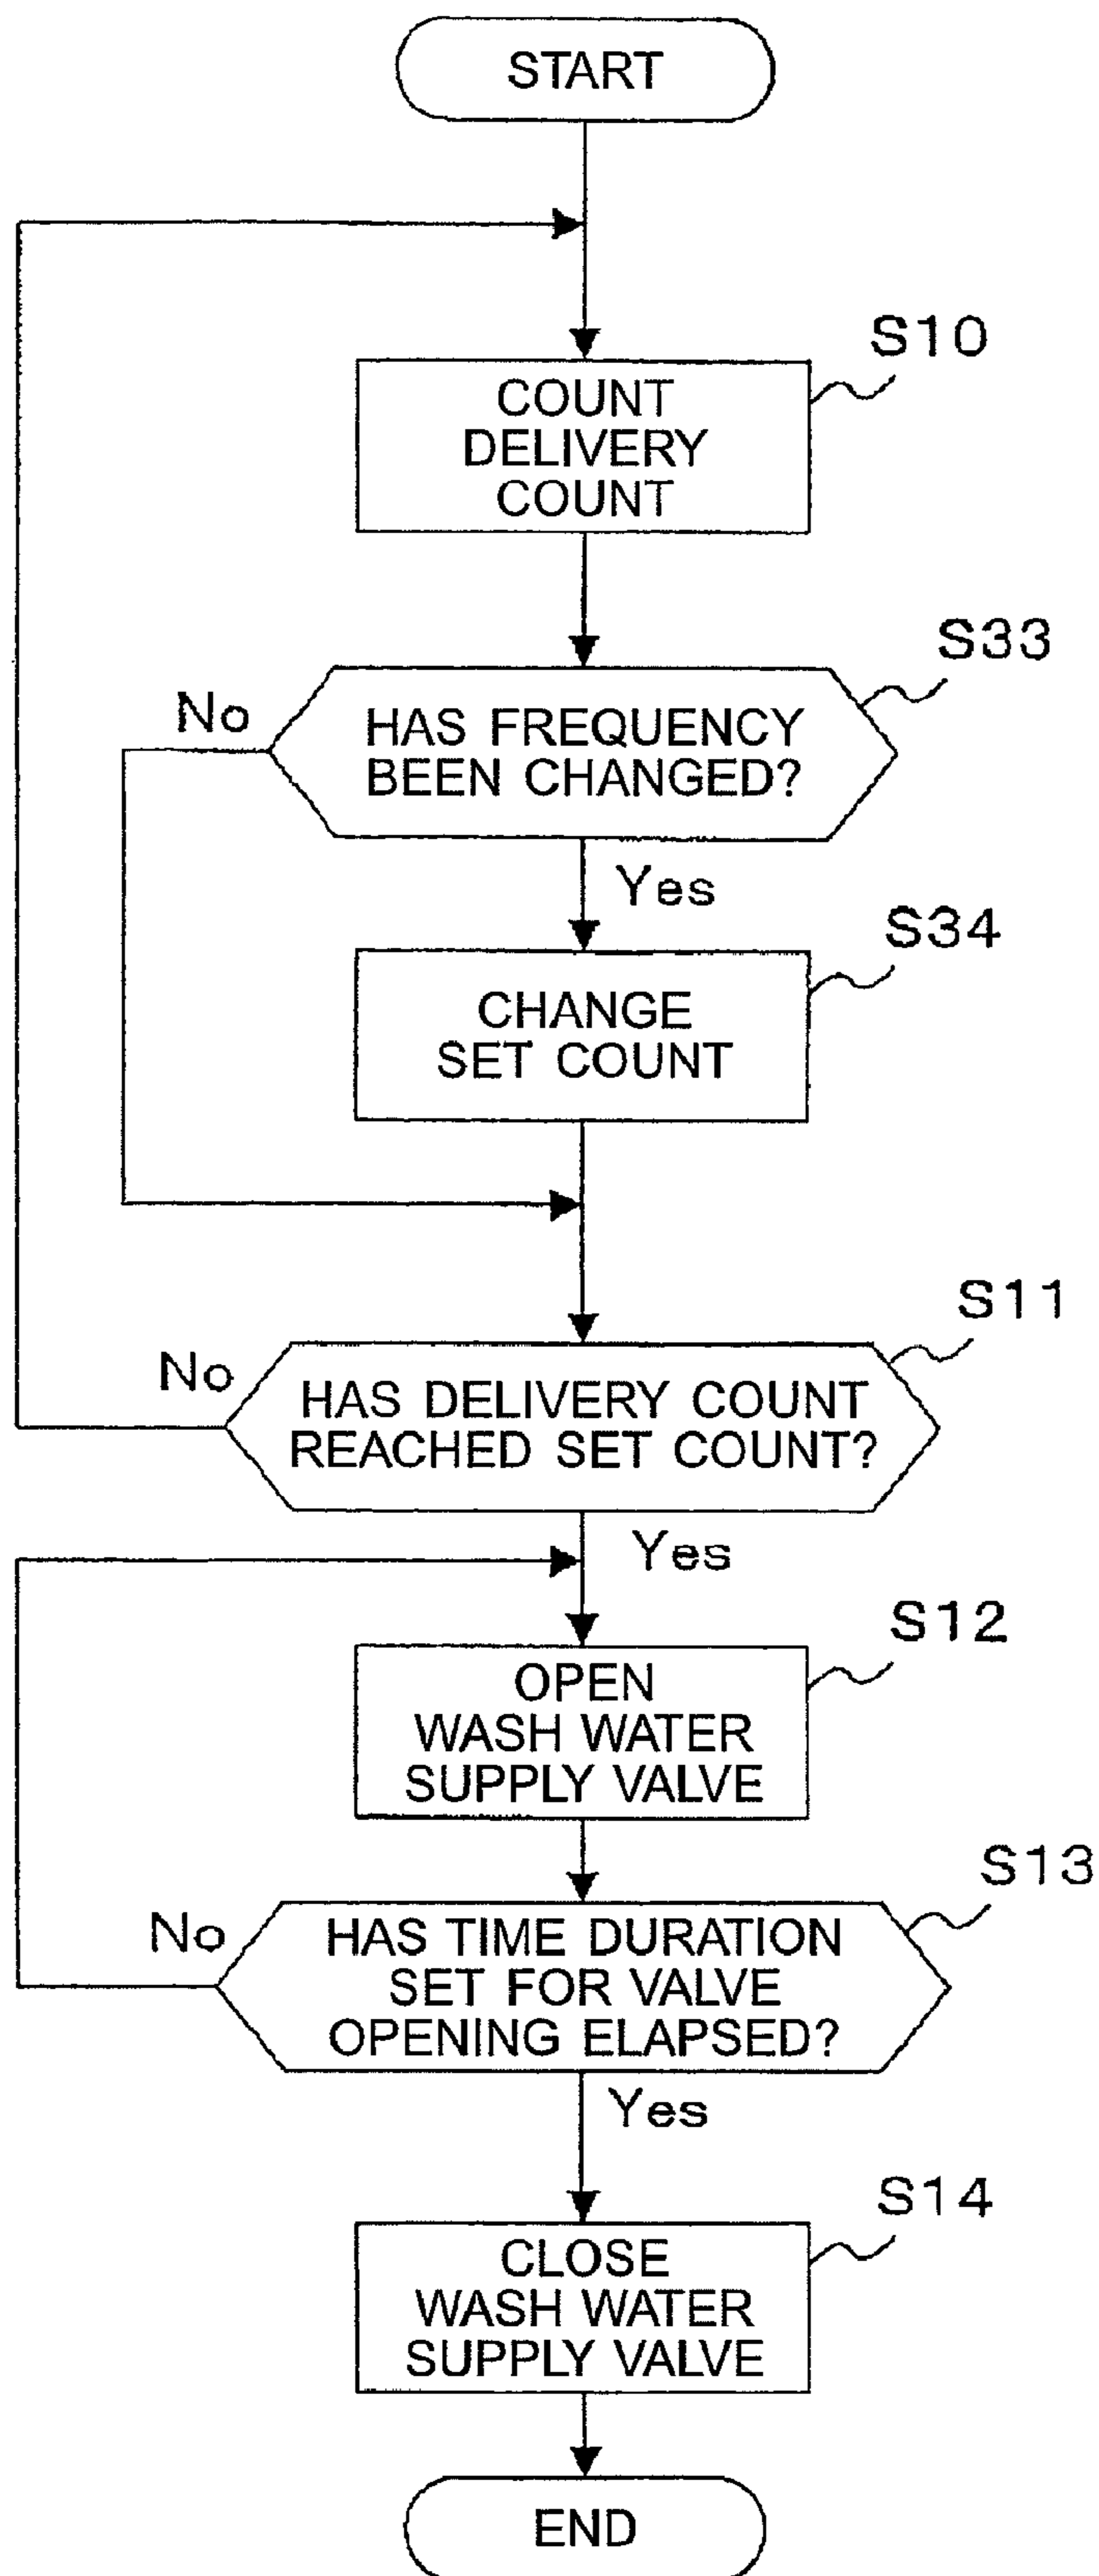 START
S10
COUNT
DELIVERY
COUNT
S33
No
HAS FREQUENCY
BEEN CHANGED?
Yes
S34
CHANGE
SET COUNT
S11
No
HAS DELIVERY COUNT
REACHED SET COUNT?
Yes
S12
OPEN
WASH WATER
SUPPLY VALVE
S13
No
HAS TIME DURATION
SET FOR VALVE
OPENING ELAPSED?
Yes
S14
CLOSE
WASH WATER
SUPPLY VALVE
END